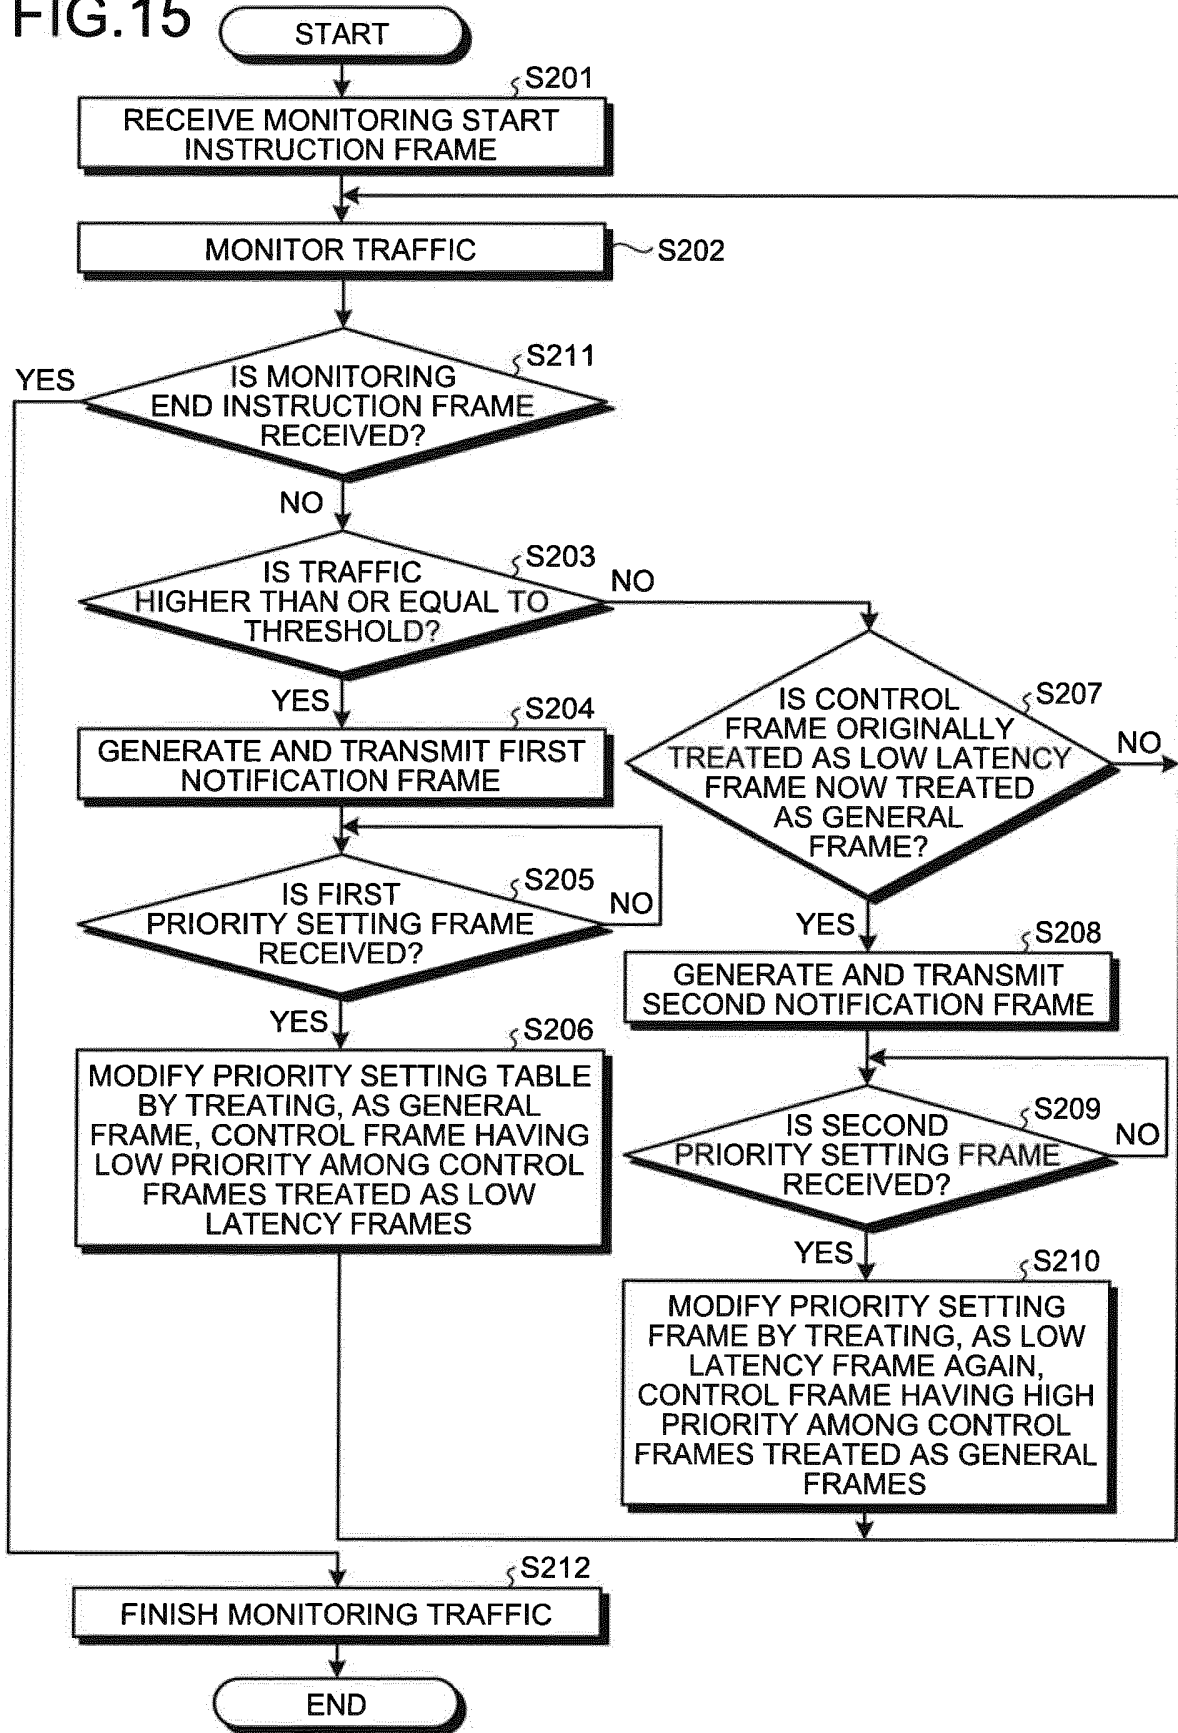 FIG.15
START
S201
RECEIVE MONITORING START
INSTRUCTION FRAME
MONITOR TRAFFIC
S202
S211
YES
IS MONITORING
END INSTRUCTION FRAME
RECEIVED?
NO
S203
IS TRAFFIC
HIGHER THAN OR EQUAL TO
THRESHOLD?
NO
YES
S204
GENERATE AND TRANSMIT FIRST
NOTIFICATION FRAME
S205
IS FIRST
PRIORITY SETTING FRAME
RECEIVED?
NO
YES
S206
MODIFY PRIORITY SETTING TABLE
BY TREATING, AS GENERAL
FRAME, CONTROL FRAME HAVING
LOW PRIORITY AMONG CONTROL
FRAMES TREATED AS LOW
LATENCY FRAMES
S207
IS CONTROL
FRAME ORIGINALLY
TREATED AS LOW LATENCY
FRAME NOW TREATED
AS GENERAL
FRAME?
NO
YES
S208
GENERATE AND TRANSMIT
SECOND NOTIFICATION FRAME
S209
IS SECOND
PRIORITY SETTING FRAME
RECEIVED?
NO
YES
S210
MODIFY PRIORITY SETTING
FRAME BY TREATING, AS LOW
LATENCY FRAME AGAIN,
CONTROL FRAME HAVING HIGH
PRIORITY AMONG CONTROL
FRAMES TREATED AS GENERAL
FRAMES
S212
FINISH MONITORING TRAFFIC
END